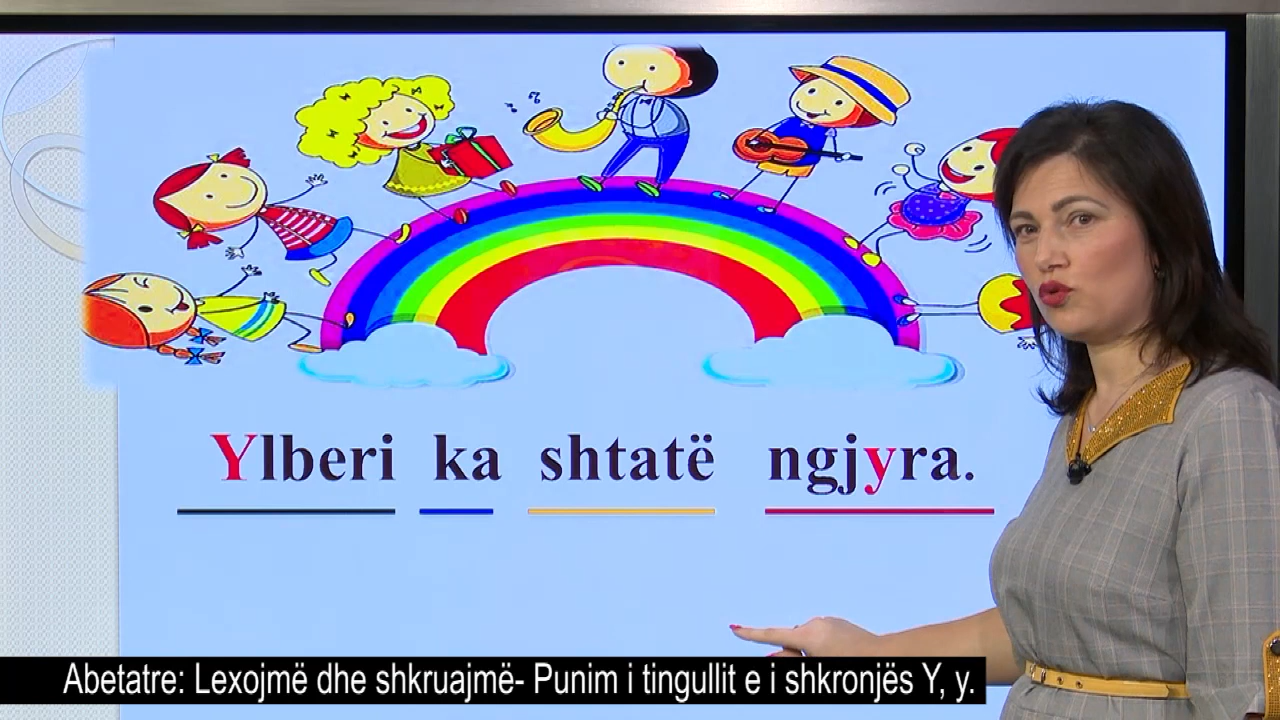 Ylberi ka shtatë ngjyra.
Abetatre: Lexojmë dhe shkruajmë- Punim i tingullit e i shkronjës Y, y.